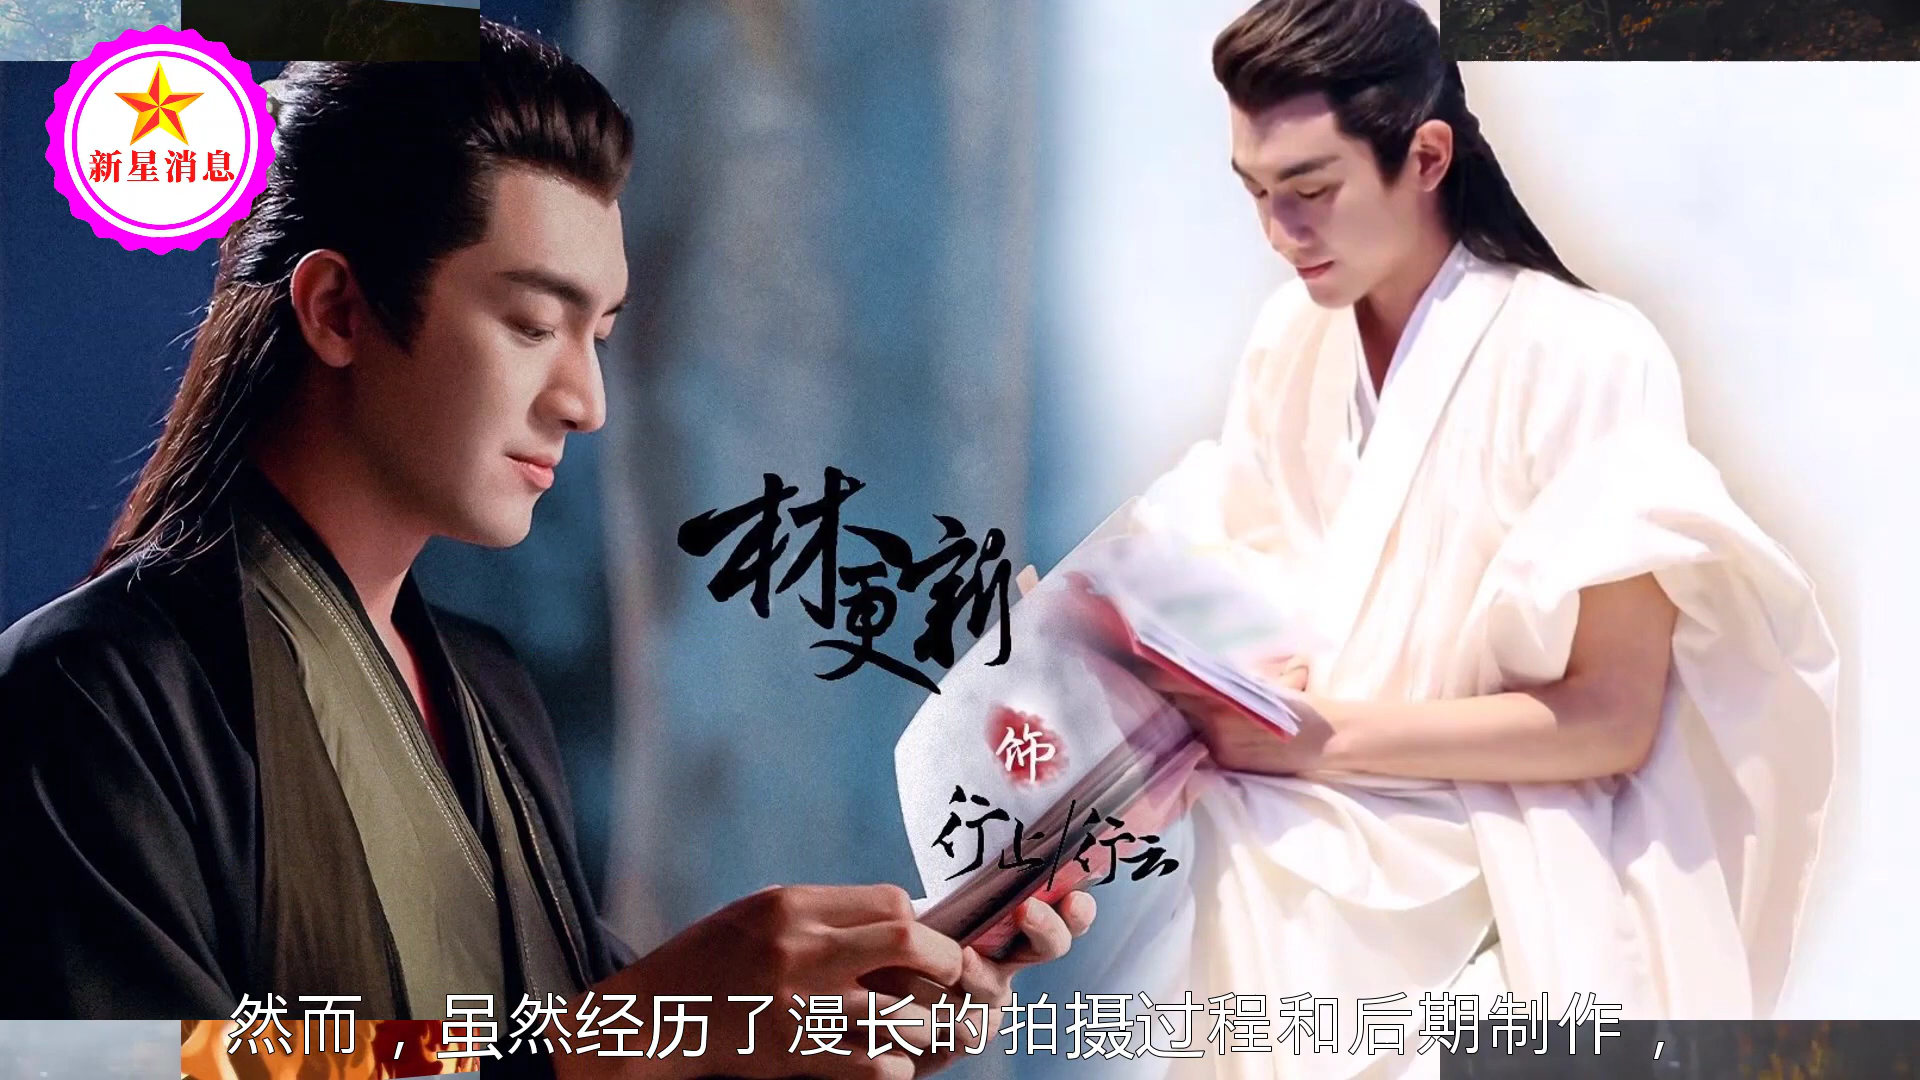 新星消息
林更新
饰
行止/行云
然而，虽然经历了漫长的拍摄过程和后期制作，